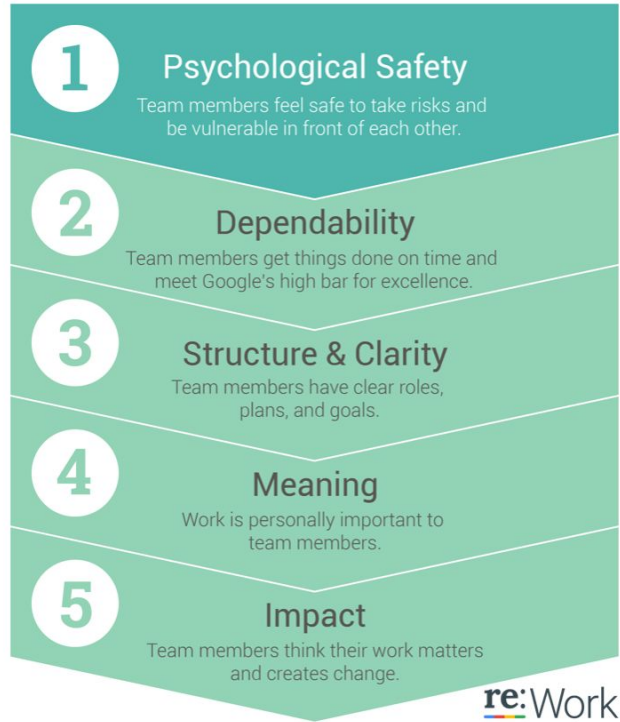 1
Psychological Safety
Team members feel safe to take risks and
be vulnerable in front of each other.
2
Dependability
Team members get things done on time and
meet Google's high bar for excellence.
3
Structure & Clarity
Team members have clear roles,
plans, and goals.
4
Meaning
Work is personally important to
team members.
5
Impact
Team members think their work matters
and creates change.
re:Work